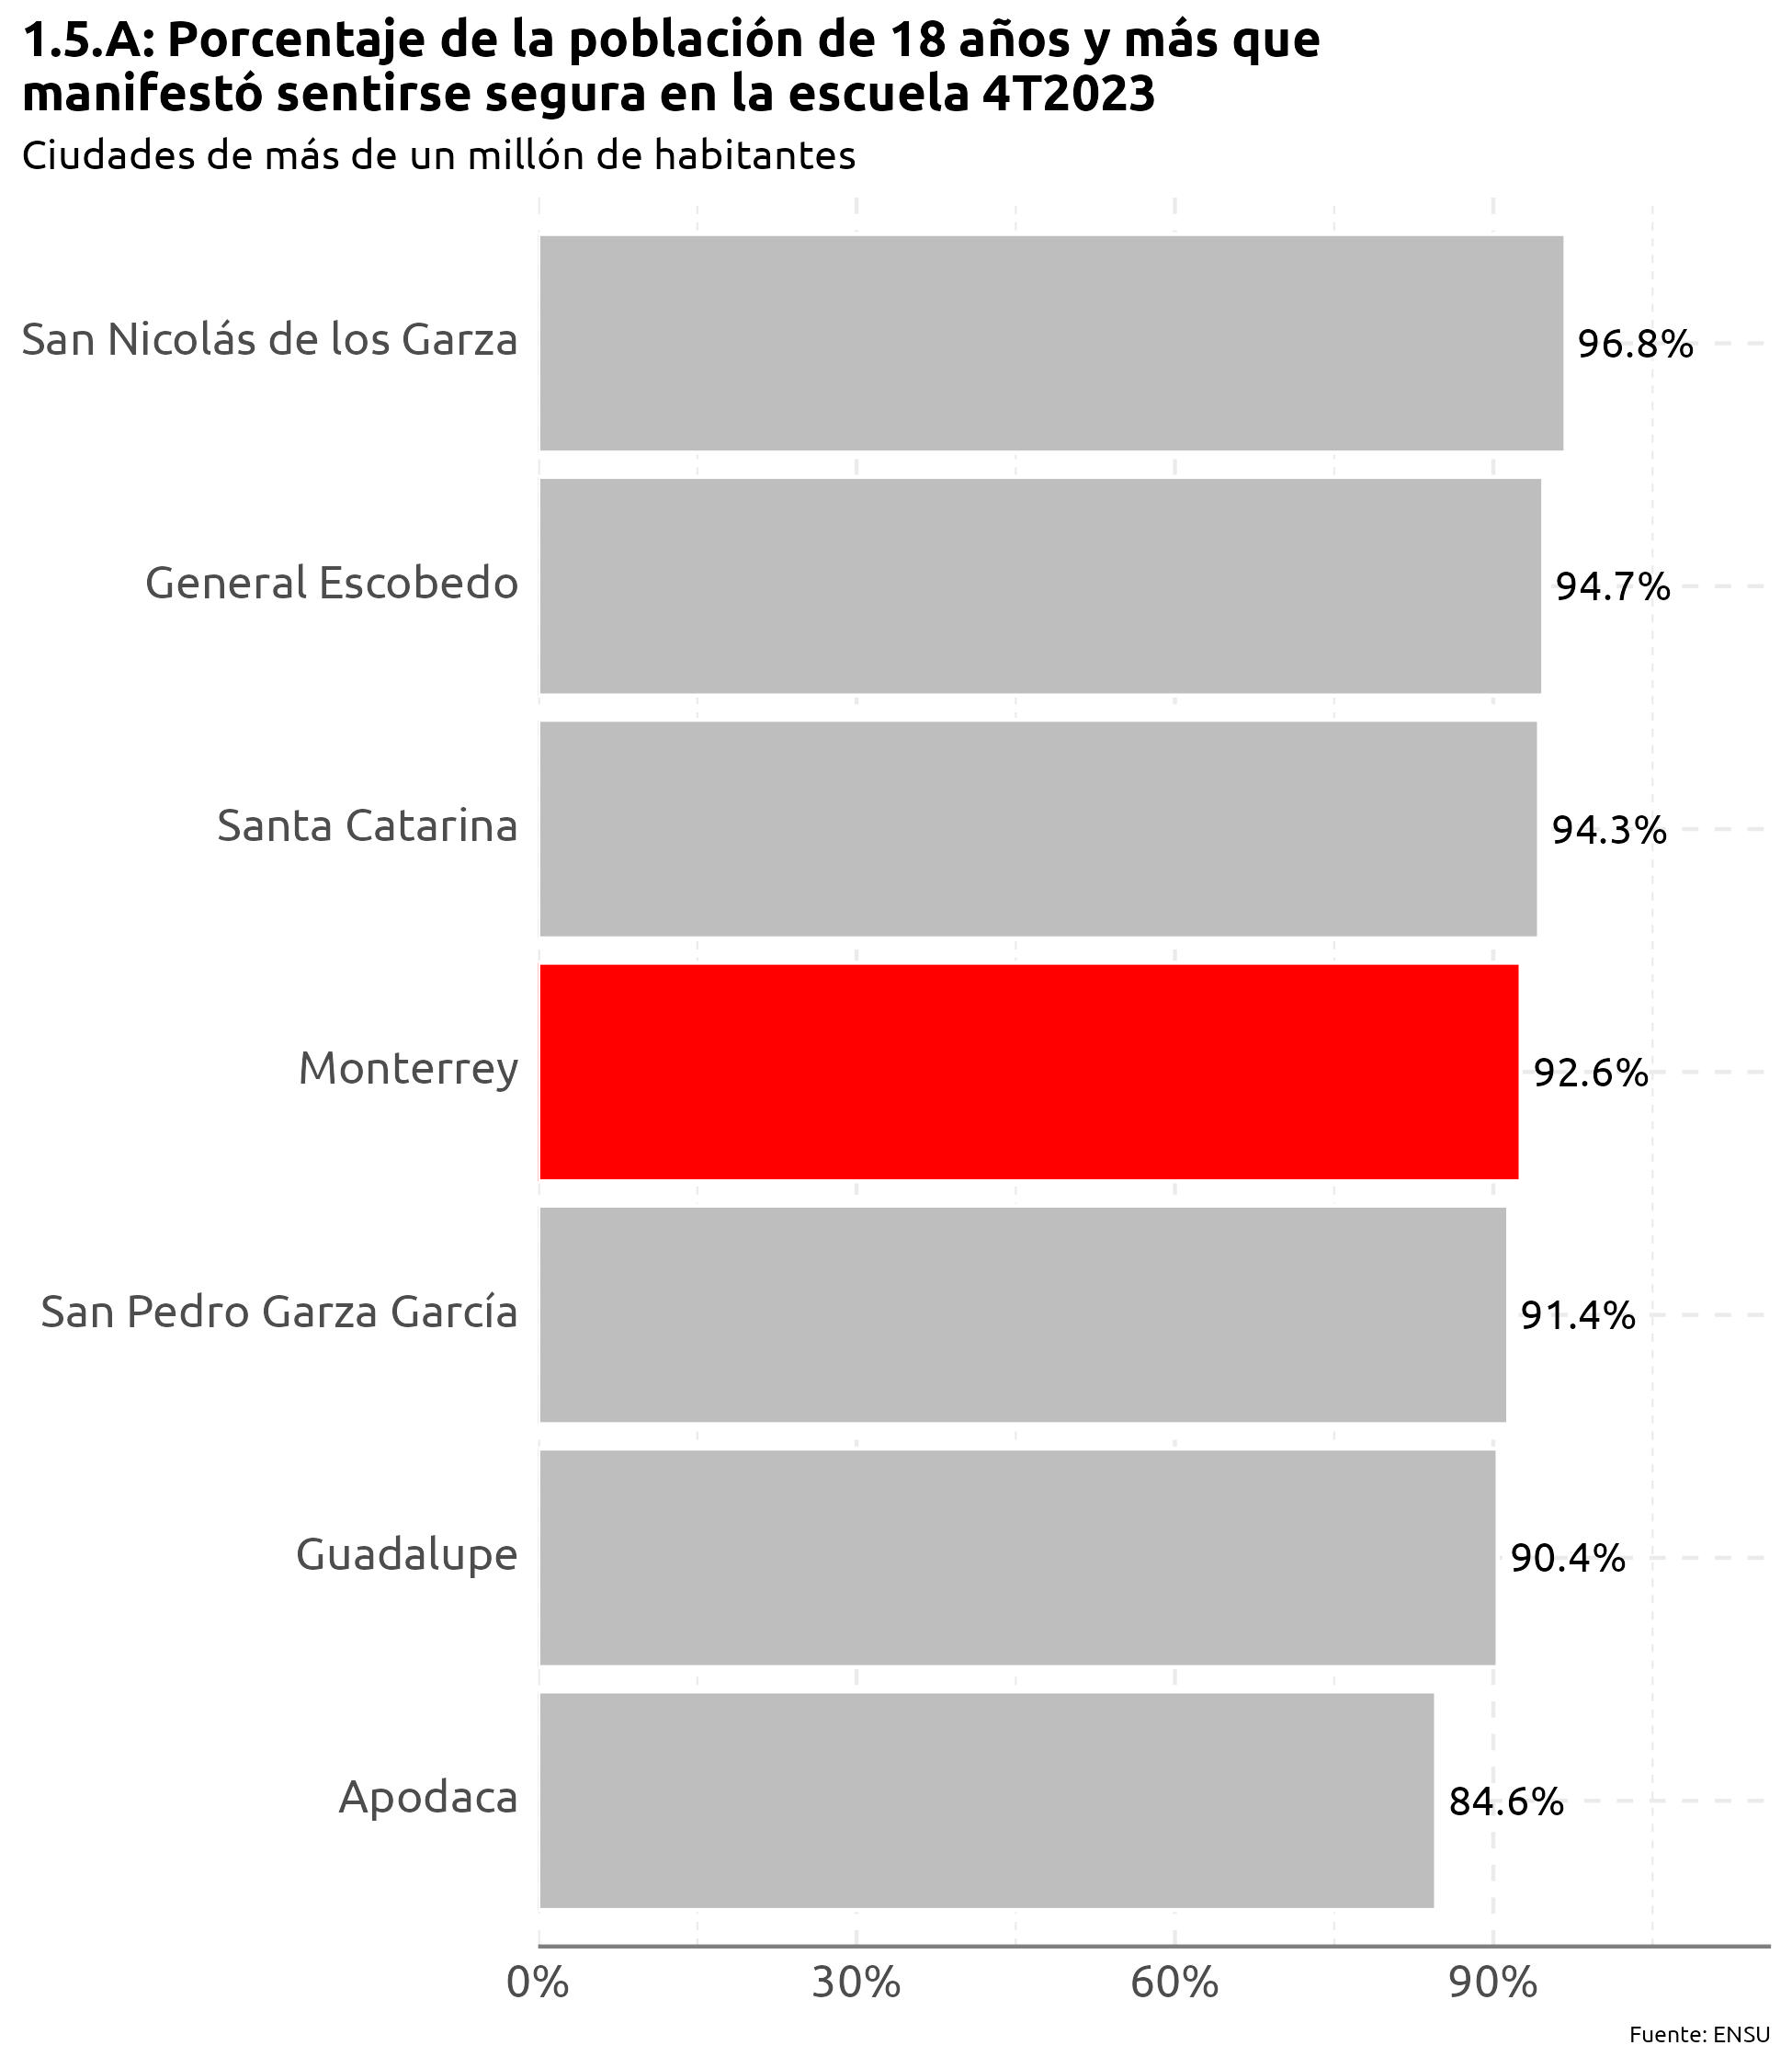 1.5.A: Porcentaje de la población de 18 años y más que
manifestó sentirse segura en la escuela 4T2023
Ciudades de más de un millón de habitantes
San Nicolás de los Garza
96.8%
General Escobedo
94.7%
Santa Catarina
94.3%
Monterrey
92.6%
San Pedro Garza García
91.4%
Guadalupe
90.4%
Apodaca
84.6%
0%
30%
60%
90%
Fuente: ENSU